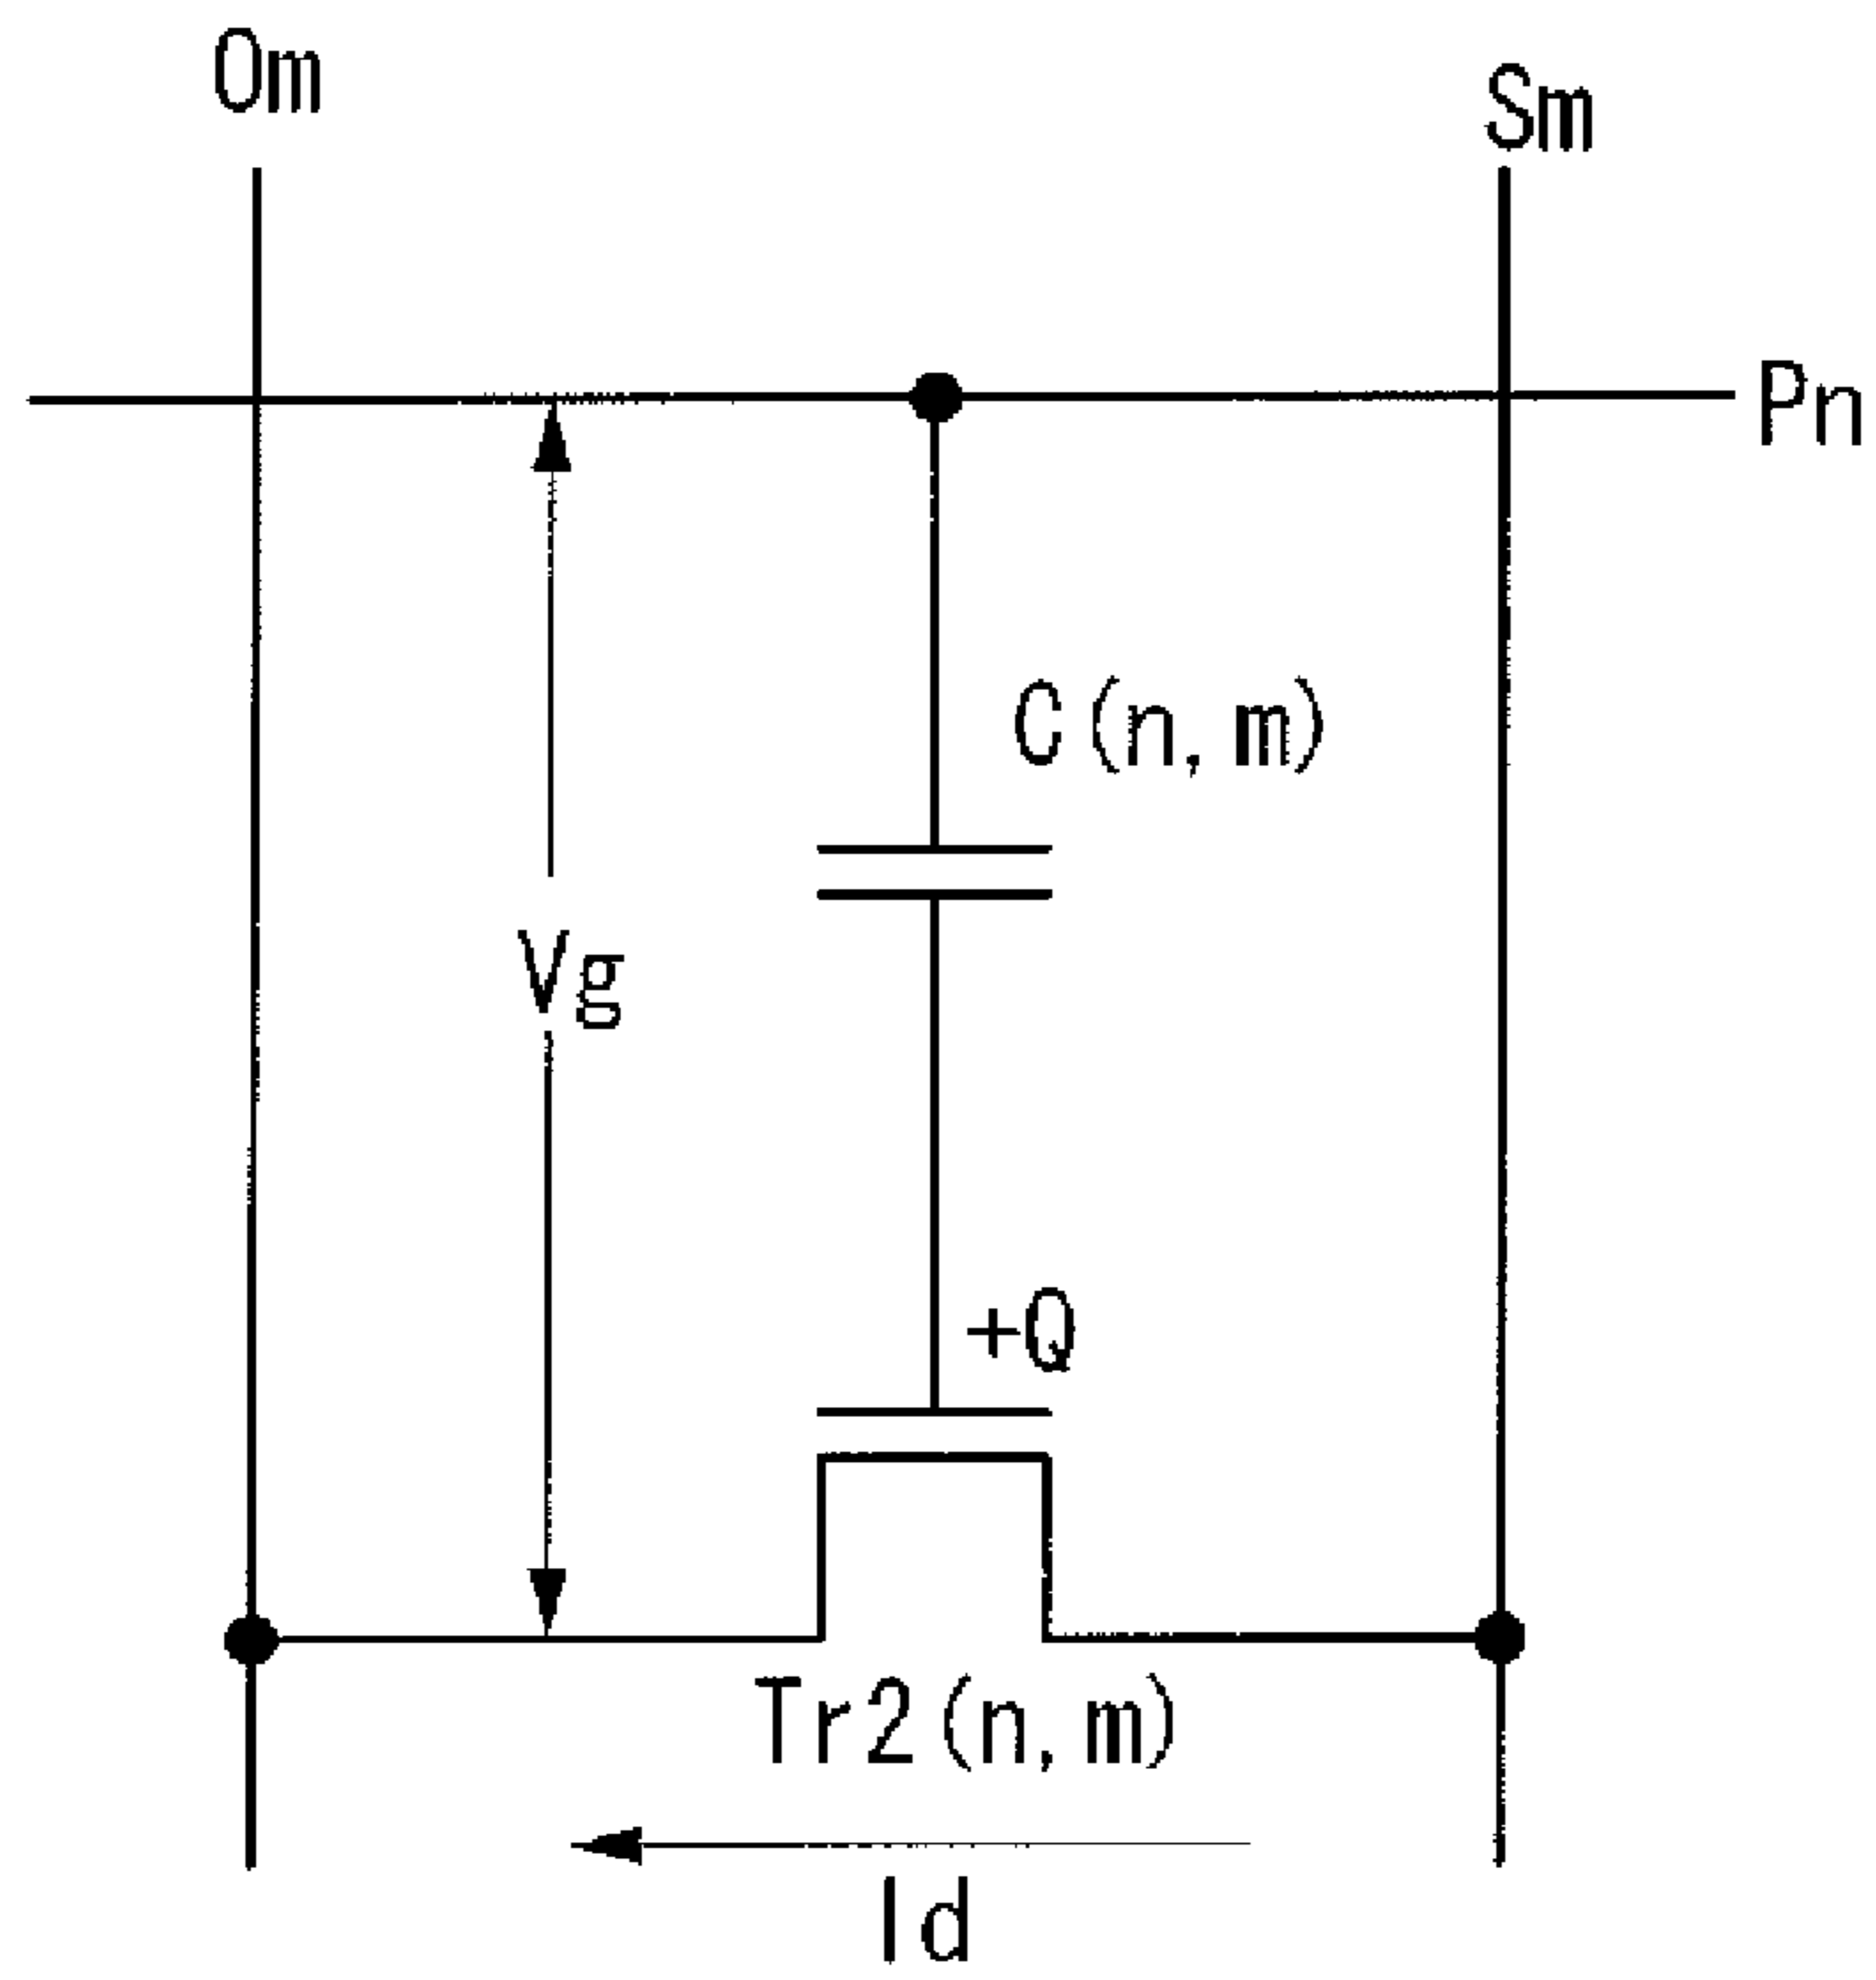 Om
Sm
Pn
C(n,m)
Vg
+Q
Tr2(n,m)
Id